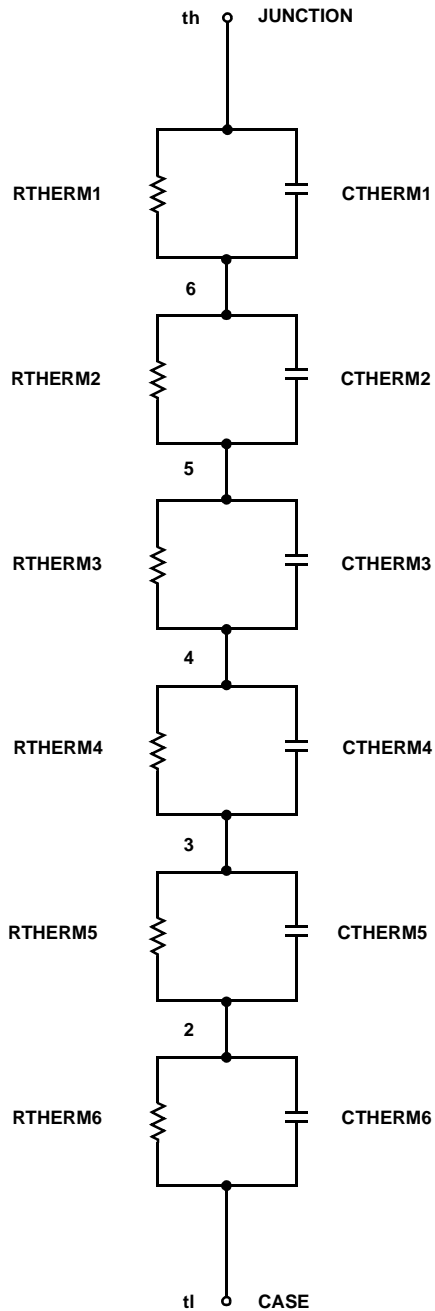 th JUNCTION
RTHERM1 CTHERM1
6
RTHERM2 CTHERM2
5
RTHERM3 CTHERM3
4
RTHERM4 CTHERM4
3
RTHERM5 CTHERM5
2
RTHERM6 CTHERM6
tl CASE